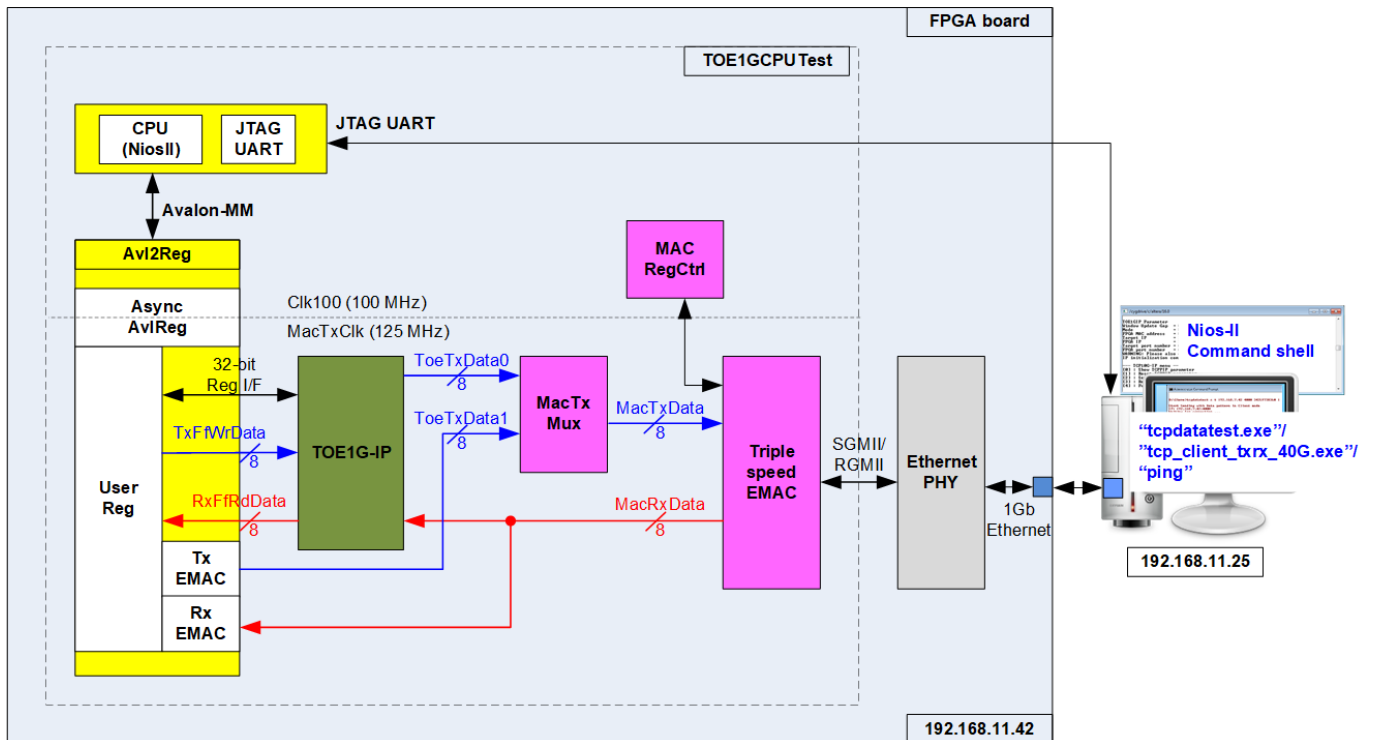 FPGA board
TOE1GCPU Test
CPU
(NiosII)
JTAG
UART
JTAG UART
Avalon-MM
Avl2Reg
MAC
RegCtrl
Async
AvlReg
Clk100 (100 MHz)
MacTxClk (125 MHz)
32-bit
Reg I/F
ToeTxData0
8
ToeTxData1
8
MacTx
Mux
MacTxData
8
TxFfWrData
8
TOE1G-IP
Triple
speed
EMAC
SGMII/
RGMII
Ethernet
PHY
User
Reg
RxFfRdData
8
MacRxData
8
1Gb
Ethernet
Tx
EMAC
Rx
EMAC
Nios-II
Command shell
“tcpdatatest.exe”/
“tcp_client_txrx_40G.exe”/
“ping”
192.168.11.25
192.168.11.42